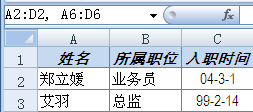 A2:D2, A6:D6 fx
A B C
1 姓名 所属职位 入职时间
2 郑立媛 业务员 04-3-1
3 艾羽 总监 99-2-14